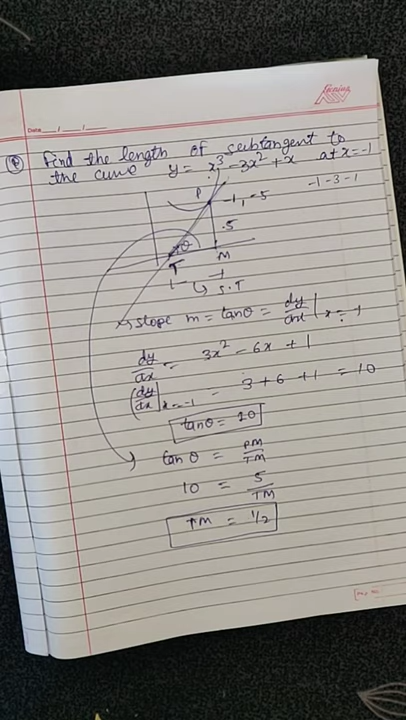 Date / /
Q Find the length of subtangent to
the curve y = x³ - 3x² + x at x = -1
-1-3-1
P -1, -5
5
θ
T M
S.T
→ slope m = tanθ = dy/dx | x = -1
dy/dx = 3x² - 6x + 1
(dy/dx | x = -1 = 3 + 6 + 1 = 10
tanθ = 10
tan θ = PM/TM
10 = 5/TM
TM = 1/2